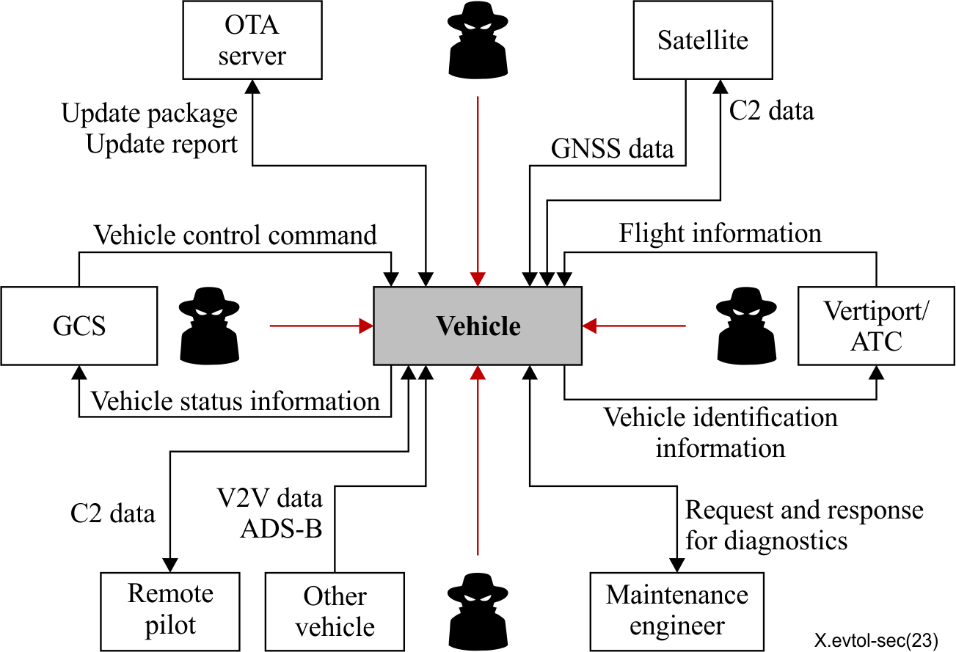 OTA
server
Satellite
Update package
Update report
C2 data
GNSS data
Vehicle control command
Flight information
GCS
Vehicle
Vertiport/
ATC
Vehicle status information
Vehicle identification
information
C2 data
V2V data
ADS-B
Request and response
for diagnostics
Remote
pilot
Other
vehicle
Maintenance
engineer
X.evtol-sec(23)